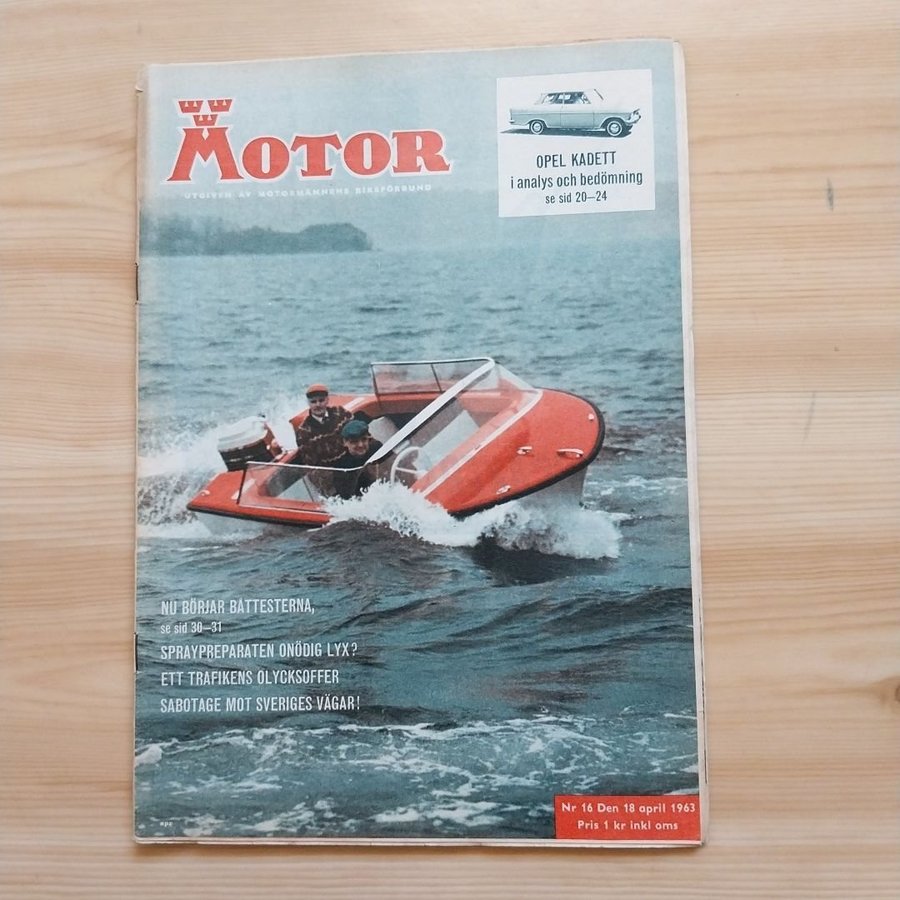 MOTOR
UTGIVEN AV MOTORMÄNNENS RIKSFÖRBUND
OPEL KADETT
i analys och bedömning
se sid 20—24
NU BÖRJAR BÅTTESTERNA,
se sid 30—31
SPRAYPREPARATEN ONÖDIG LYX?
ETT TRAFIKENS OLYCKSOFFER
SABOTAGE MOT SVERIGES VÄGAR!
Nr 16 Den 18 april 1963
Pris 1 kr inkl oms